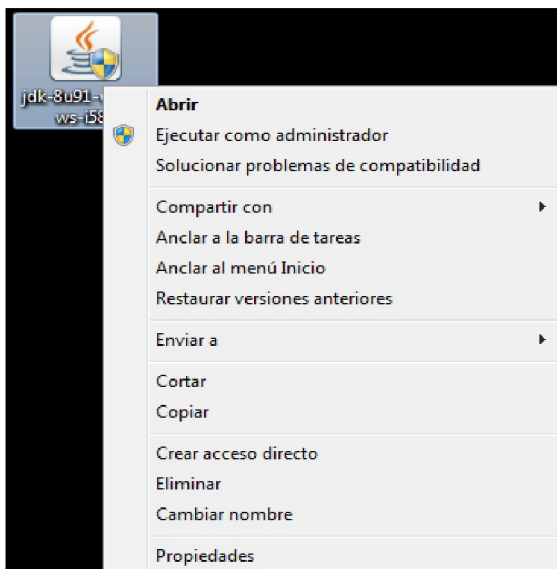 jdk-8u91-
ws-i58
Abrir
Ejecutar como administrador
Solucionar problemas de compatibilidad
Compartir con
Anclar a la barra de tareas
Anclar al menú Inicio
Restaurar versiones anteriores
Enviar a
Cortar
Copiar
Crear acceso directo
Eliminar
Cambiar nombre
Propiedades